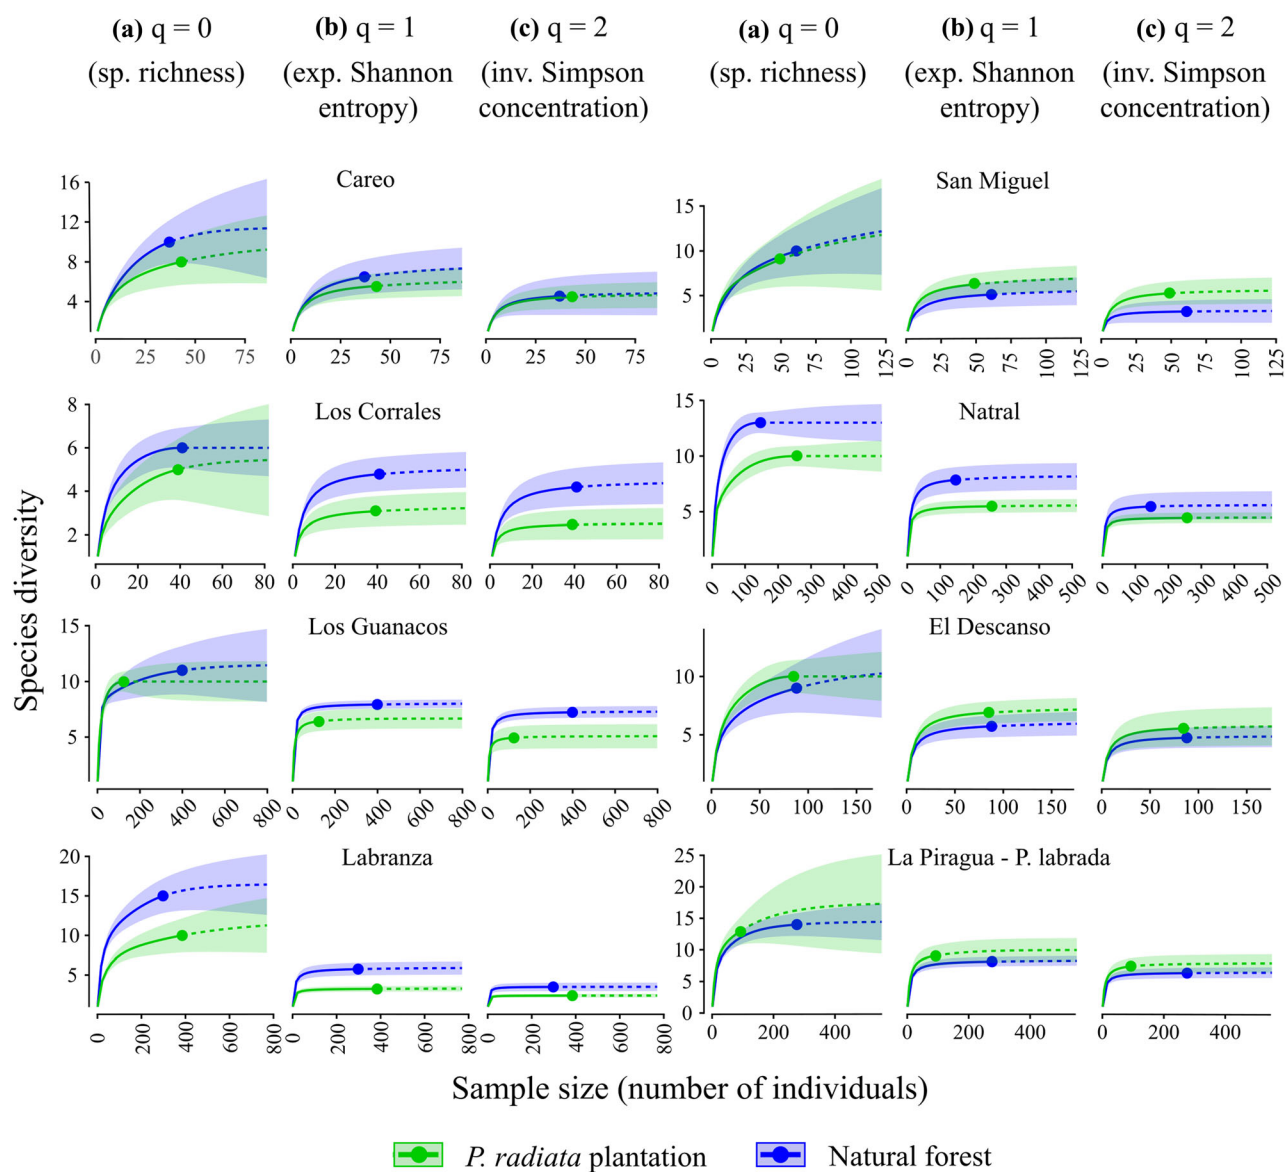 (a) q = 0 (b) q = 1 (c) q = 2 (a) q = 0 (b) q = 1 (c) q = 2
(sp. richness) (exp. Shannon (inv. Simpson (sp. richness) (exp. Shannon (inv. Simpson
entropy) concentration) entropy) concentration)
Careo San Miguel
16
12
8
4
15
10
5
0 25 50 75 0 25 50 75 0 25 50 75
0 25 50 75 100 125 0 25 50 75 100 125 0 25 50 75 100 125
Los Corrales Natral
8
6
4
2
15
10
5
0 20 40 60 80 0 20 40 60 80 0 20 40 60 80
0 100 200 300 400 500 0 100 200 300 400 500 0 100 200 300 400 500
Species diversity
Los Guanacos El Descanso
15
10
5
10
5
0 200 400 600 800 0 200 400 600 800 0 200 400 600 800
0 50 100 150 0 50 100 150 0 50 100 150
Labranza La Piragua - P. labrada
20
15
10
5
25
20
15
10
5
0
0 200 400 600 800 0 200 400 600 800 0 200 400 600 800
0 200 400 0 200 400 0 200 400
Sample size (number of individuals)
P. radiata plantation Natural forest